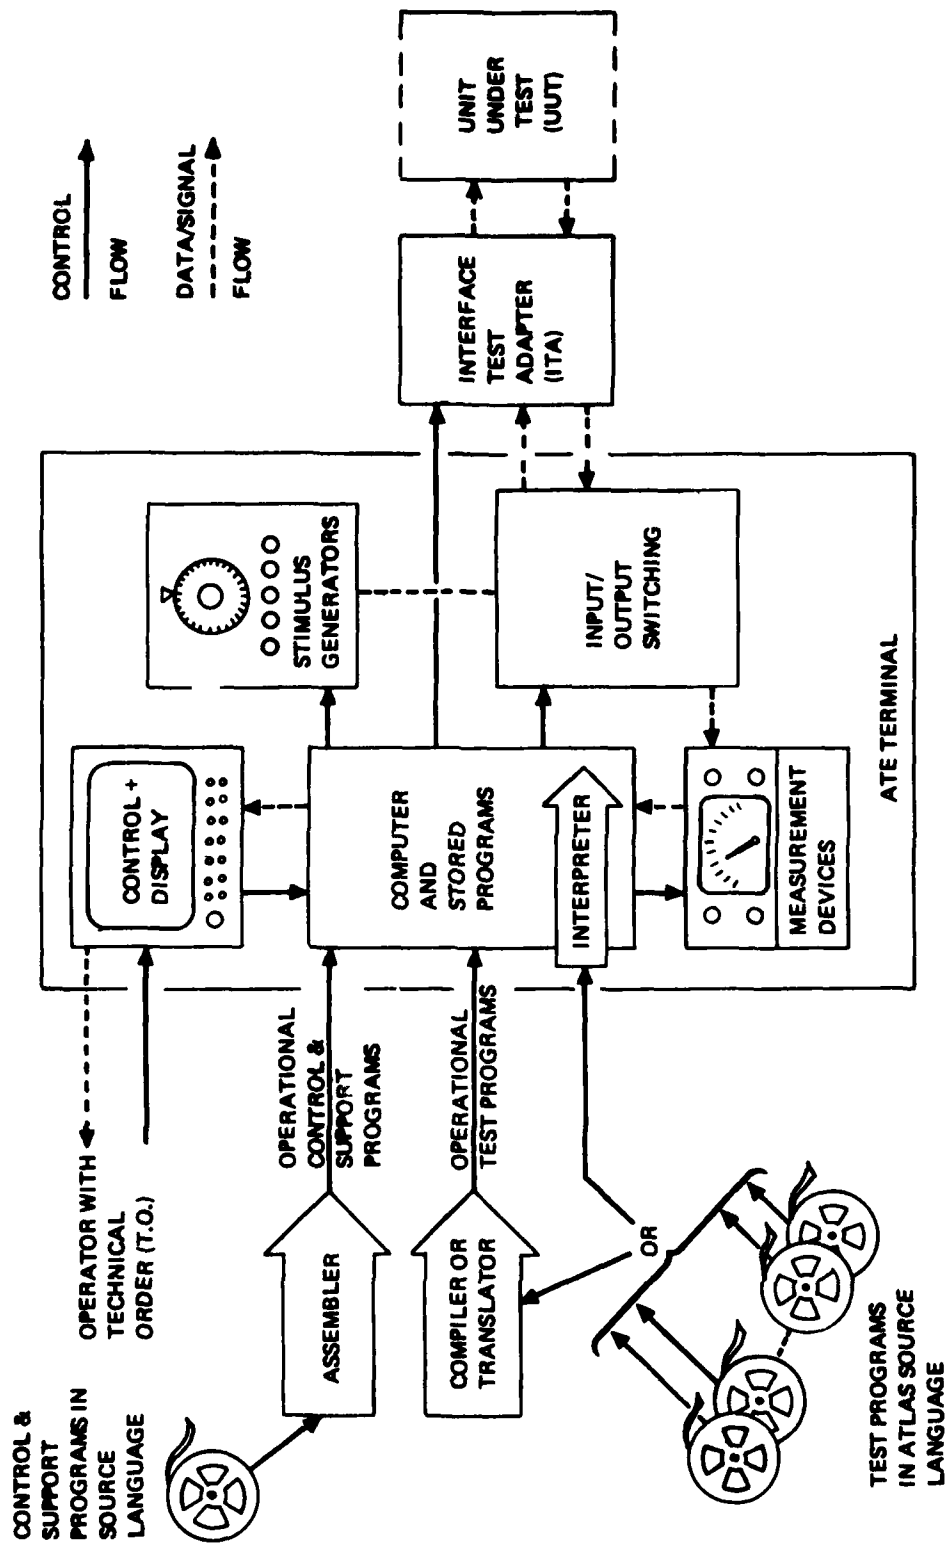 CONTROL &
SUPPORT
PROGRAMS IN
SOURCE
LANGUAGE
OPERATOR WITH
TECHNICAL
ORDER (T.O.)
CONTROL +
DISPLAY
CONTROL
FLOW
DATA/SIGNAL
FLOW
STIMULUS
GENERATORS
ASSEMBLER
OPERATIONAL
CONTROL &
SUPPORT
PROGRAMS
COMPILER OR
TRANSLATOR
OPERATIONAL
TEST PROGRAMS
COMPUTER
AND
STORED
PROGRAMS
INTERPRETER
INTERFACE
TEST
ADAPTER
(ITA)
UNIT
UNDER
TEST
(UUT)
INPUT/
OUTPUT
SWITCHING
OR
MEASUREMENT
DEVICES
ATE TERMINAL
TEST PROGRAMS
IN ATLAS SOURCE
LANGUAGE